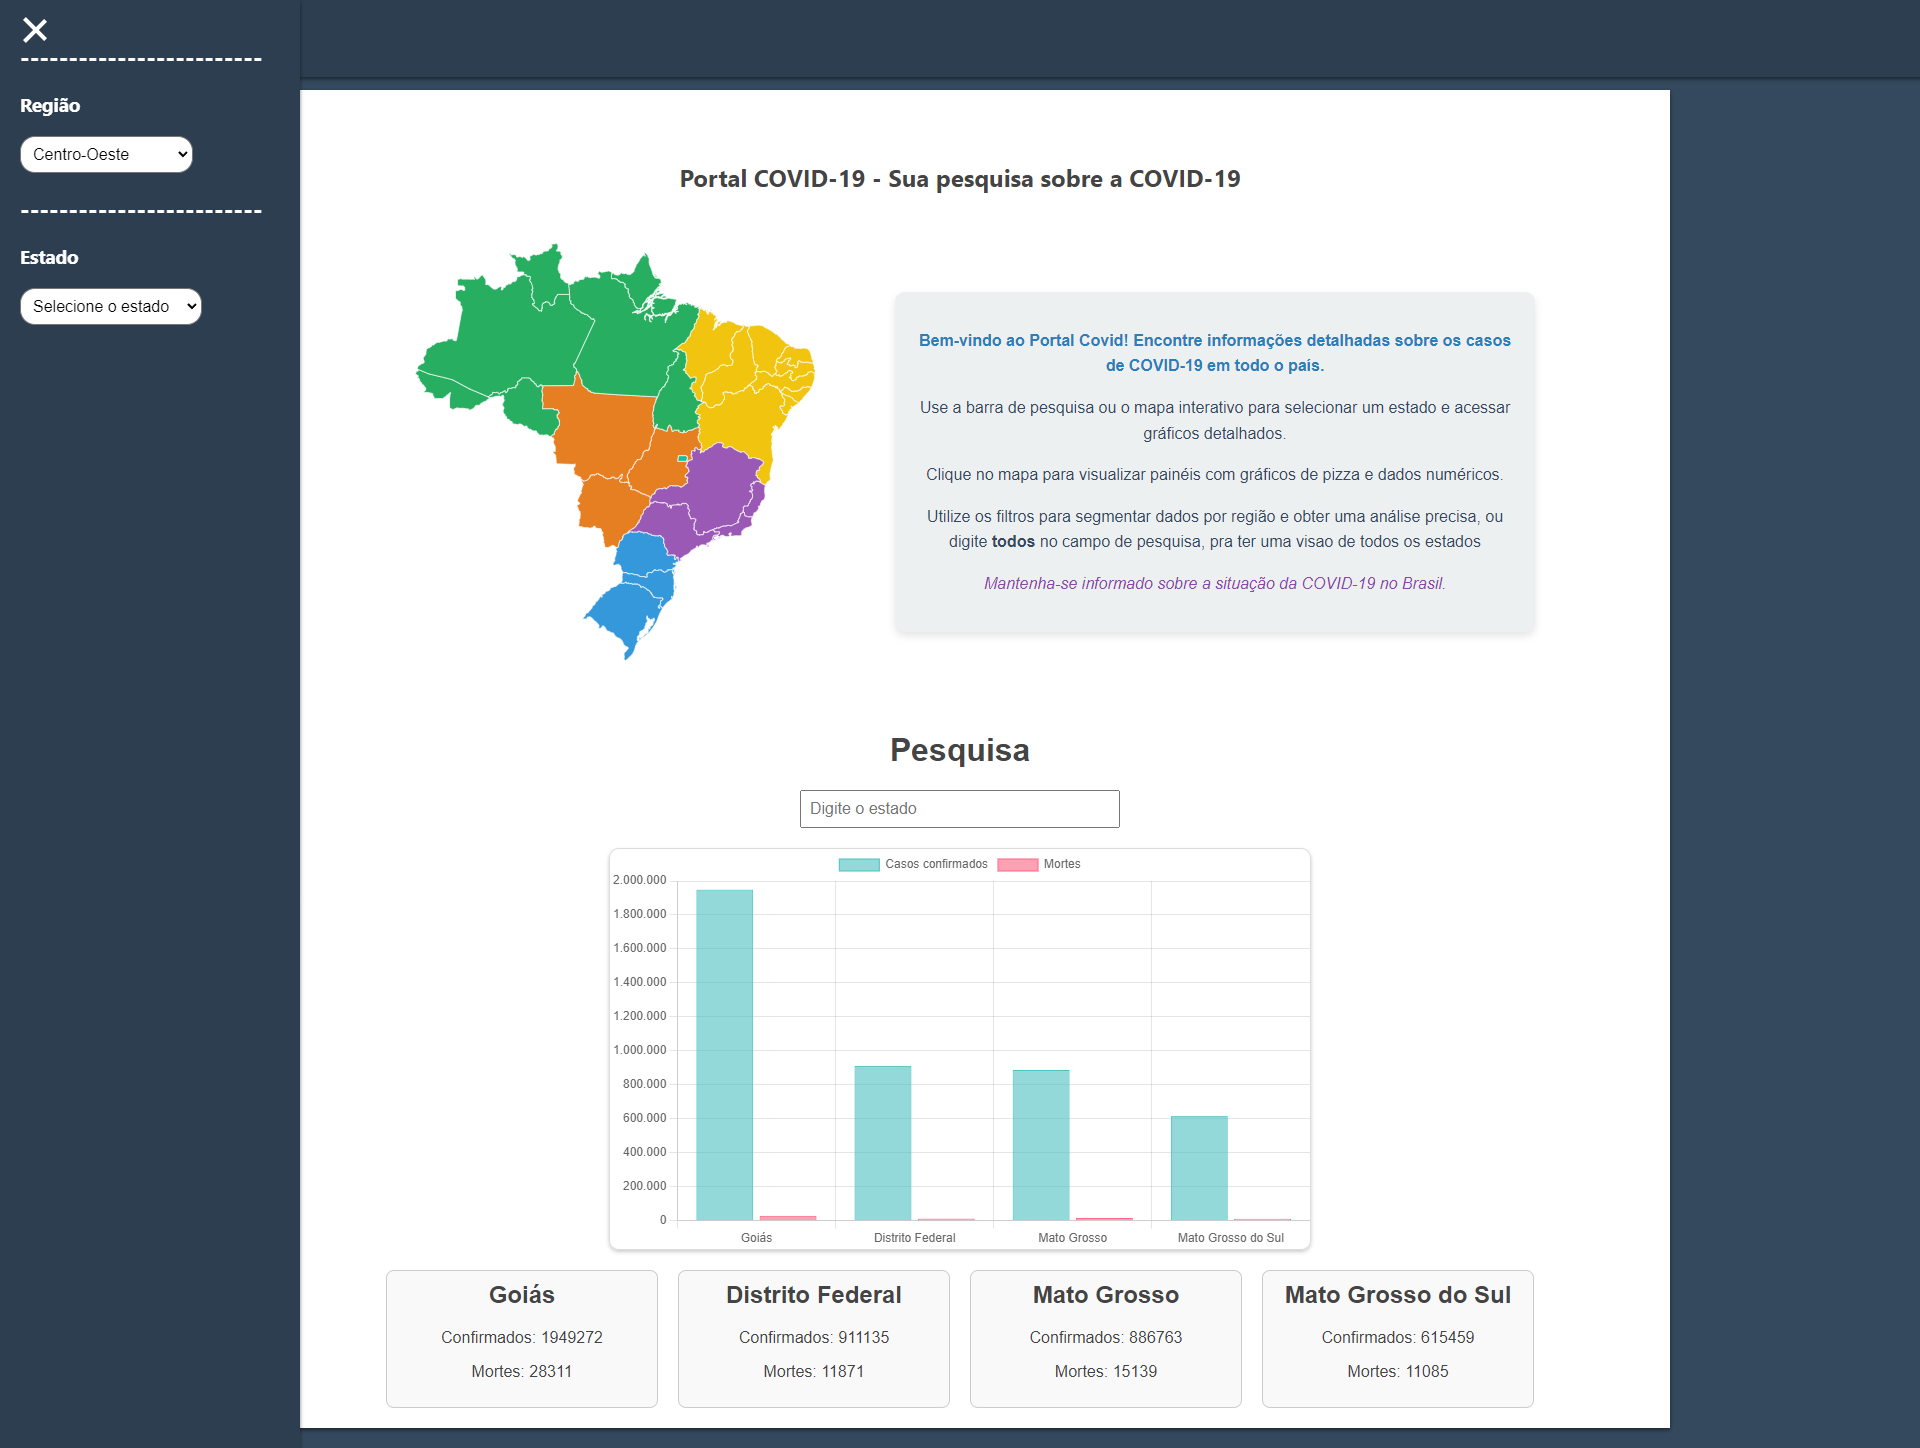 Região
Centro-Oeste
Estado
Selecione o estado
Portal COVID-19 - Sua pesquisa sobre a COVID-19
Bem-vindo ao Portal Covid! Encontre informações detalhadas sobre os casos
de COVID-19 em todo o país.
Use a barra de pesquisa ou o mapa interativo para selecionar um estado e acessar
gráficos detalhados.
Clique no mapa para visualizar painéis com gráficos de pizza e dados numéricos.
Utilize os filtros para segmentar dados por região e obter uma análise precisa, ou
digite todos no campo de pesquisa, pra ter uma visao de todos os estados
Mantenha-se informado sobre a situação da COVID-19 no Brasil.
Pesquisa
Digite o estado
Casos confirmados Mortes
2.000.000
1.800.000
1.600.000
1.400.000
1.200.000
1.000.000
800.000
600.000
400.000
200.000
0
Goiás Distrito Federal Mato Grosso Mato Grosso do Sul
Goiás
Confirmados: 1949272
Mortes: 28311
Distrito Federal
Confirmados: 911135
Mortes: 11871
Mato Grosso
Confirmados: 886763
Mortes: 15139
Mato Grosso do Sul
Confirmados: 615459
Mortes: 11085